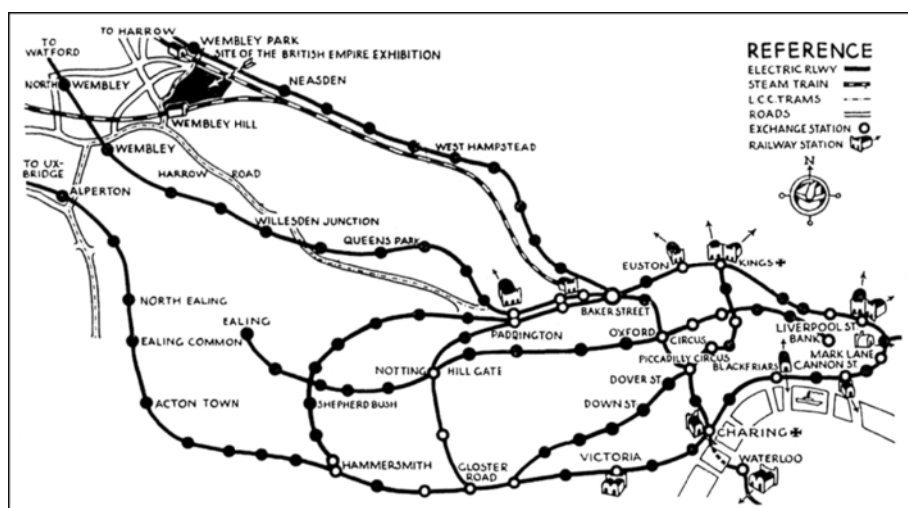 TO HARROW
WEMBLEY PARK
SITE OF THE BRITISH EMPIRE EXHIBITION
TO
WATFORD
NORTH WEMBLEY
NEASDEN
WEMBLEY HILL
WEMBLEY
WEST HAMPSTEAD
TO UX-
BRIDGE
HARROW ROAD
ALPERTON
WILLESDEN JUNCTION
QUEENS PARK
EUSTON
KINGS ✠
NORTH EALING
EALING
BAKER STREET
PADDINGTON
OXFORD
CIRCUS
LIVERPOOL ST
BANK
EALING COMMON
PICCADILLY CIRCUS
MARK LANE
NOTTING HILL GATE
BLACKFRIARS
CANNON ST
DOVER ST.
ACTON TOWN
SHEPHERD BUSH
DOWN ST.
CHARING ✠
HAMMERSMITH
GLOSTER
ROAD
VICTORIA
WATERLOO
REFERENCE
ELECTRIC RLWY
STEAM TRAIN
L.C.C. TRAMS
ROADS
EXCHANGE STATION
RAILWAY STATION
N